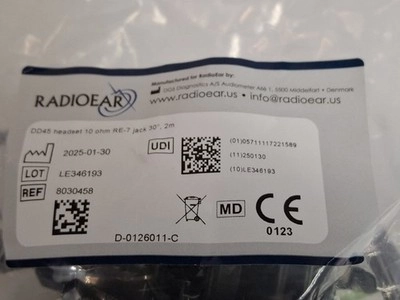 RADIOEAR
Manufactured for RadioEar by:
DGS Diagnostics A/S Audiometer Allé 1, 5500 Middelfart • Denmark
www.radioear.us • info@radioear.us
DD45 headset 10 ohm RE-7 jack 30°, 2m
2025-01-30
UDI
(01)05711117221589
(11)250130
(10)LE346193
LOT
LE346193
REF
8030458
MD
CE
0123
D-0126011-C